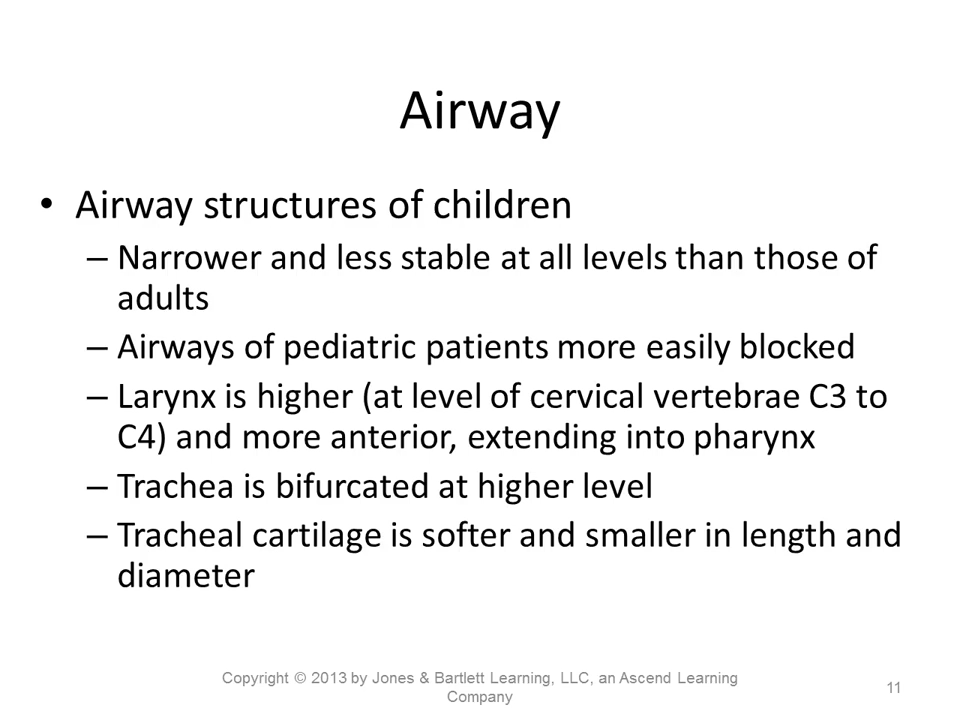 Airway
• Airway structures of children
– Narrower and less stable at all levels than those of
adults
– Airways of pediatric patients more easily blocked
– Larynx is higher (at level of cervical vertebrae C3 to
C4) and more anterior, extending into pharynx
– Trachea is bifurcated at higher level
– Tracheal cartilage is softer and smaller in length and
diameter
Copyright © 2013 by Jones & Bartlett Learning, LLC, an Ascend Learning
Company
11